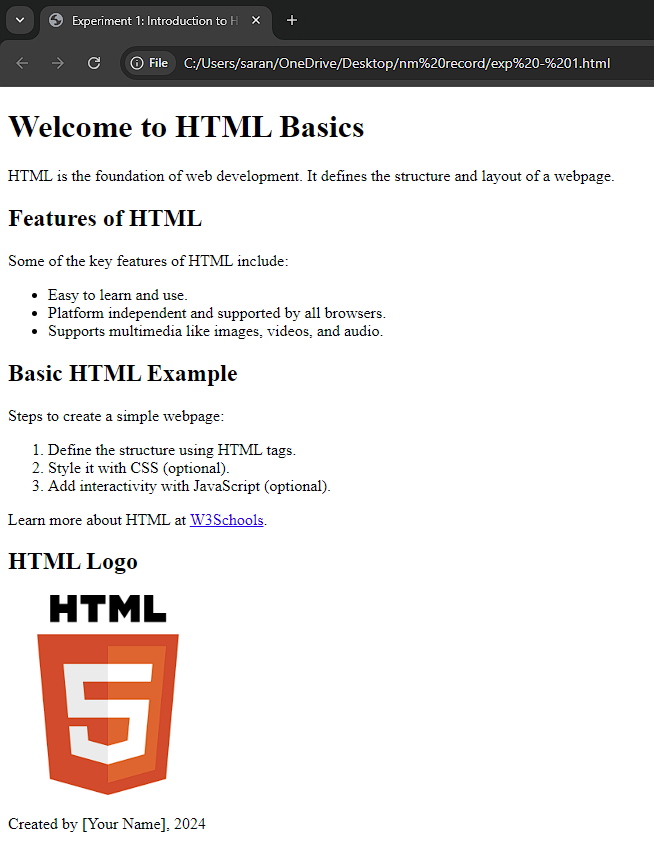 Experiment 1: Introduction to H
File
C:/Users/saran/OneDrive/Desktop/nm%20record/exp%20-%201.html
Welcome to HTML Basics
HTML is the foundation of web development. It defines the structure and layout of a webpage.
Features of HTML
Some of the key features of HTML include:
• Easy to learn and use.
• Platform independent and supported by all browsers.
• Supports multimedia like images, videos, and audio.
Basic HTML Example
Steps to create a simple webpage:
1. Define the structure using HTML tags.
2. Style it with CSS (optional).
3. Add interactivity with JavaScript (optional).
Learn more about HTML at W3Schools.
HTML Logo
HTML
5
Created by [Your Name], 2024